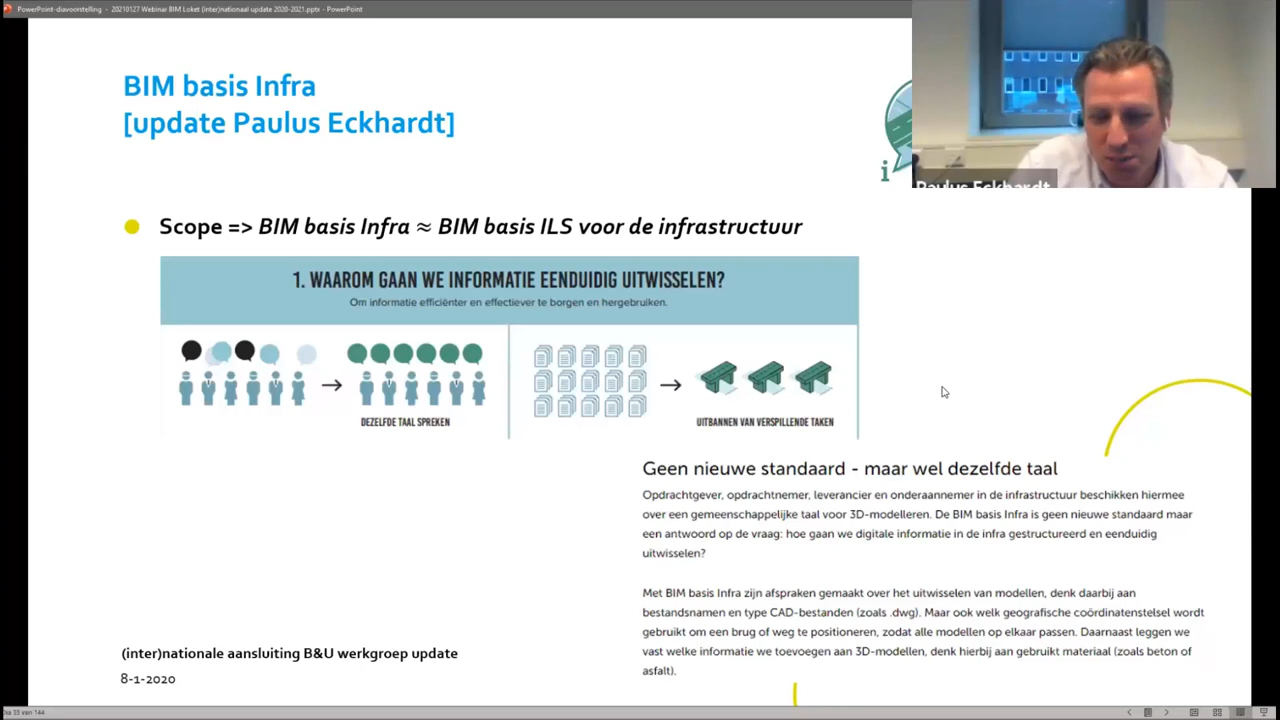 PowerPoint-diavoorstelling - 20210127 Webinar BIM Loket (inter)nationaal update 2020-2021.pptx - PowerPoint
BIM basis Infra
[update Paulus Eckhardt]
i
Paulus Eckhardt
Scope => BIM basis Infra ≈ BIM basis ILS voor de infrastructuur
1. WAAROM GAAN WE INFORMATIE EENDUIDIG UITWISSELEN?
Om informatie efficiënter en effectiever te borgen en hergebruiken.
DEZELFDE TAAL SPREKEN
UITBANNEN VAN VERSPILLENDE TAKEN
Geen nieuwe standaard - maar wel dezelfde taal
Opdrachtgever, opdrachtnemer, leverancier en onderaannemer in de infrastructuur beschikken hiermee
over een gemeenschappelijke taal voor 3D-modelleren. De BIM basis Infra is geen nieuwe standaard maar
een antwoord op de vraag: hoe gaan we digitale informatie in de infra gestructureerd en eenduidig
uitwisselen?
Met BIM basis Infra zijn afspraken gemaakt over het uitwisselen van modellen, denk daarbij aan
bestandsnamen en type CAD-bestanden (zoals .dwg). Maar ook welk geografische coördinatenstelsel wordt
gebruikt om een brug of weg te positioneren, zodat alle modellen op elkaar passen. Daarnaast leggen we
vast welke informatie we toevoegen aan 3D-modellen, denk hierbij aan gebruikt materiaal (zoals beton of
asfalt).
(inter)nationale aansluiting B&U werkgroep update
8-1-2020
Dia 33 van 144